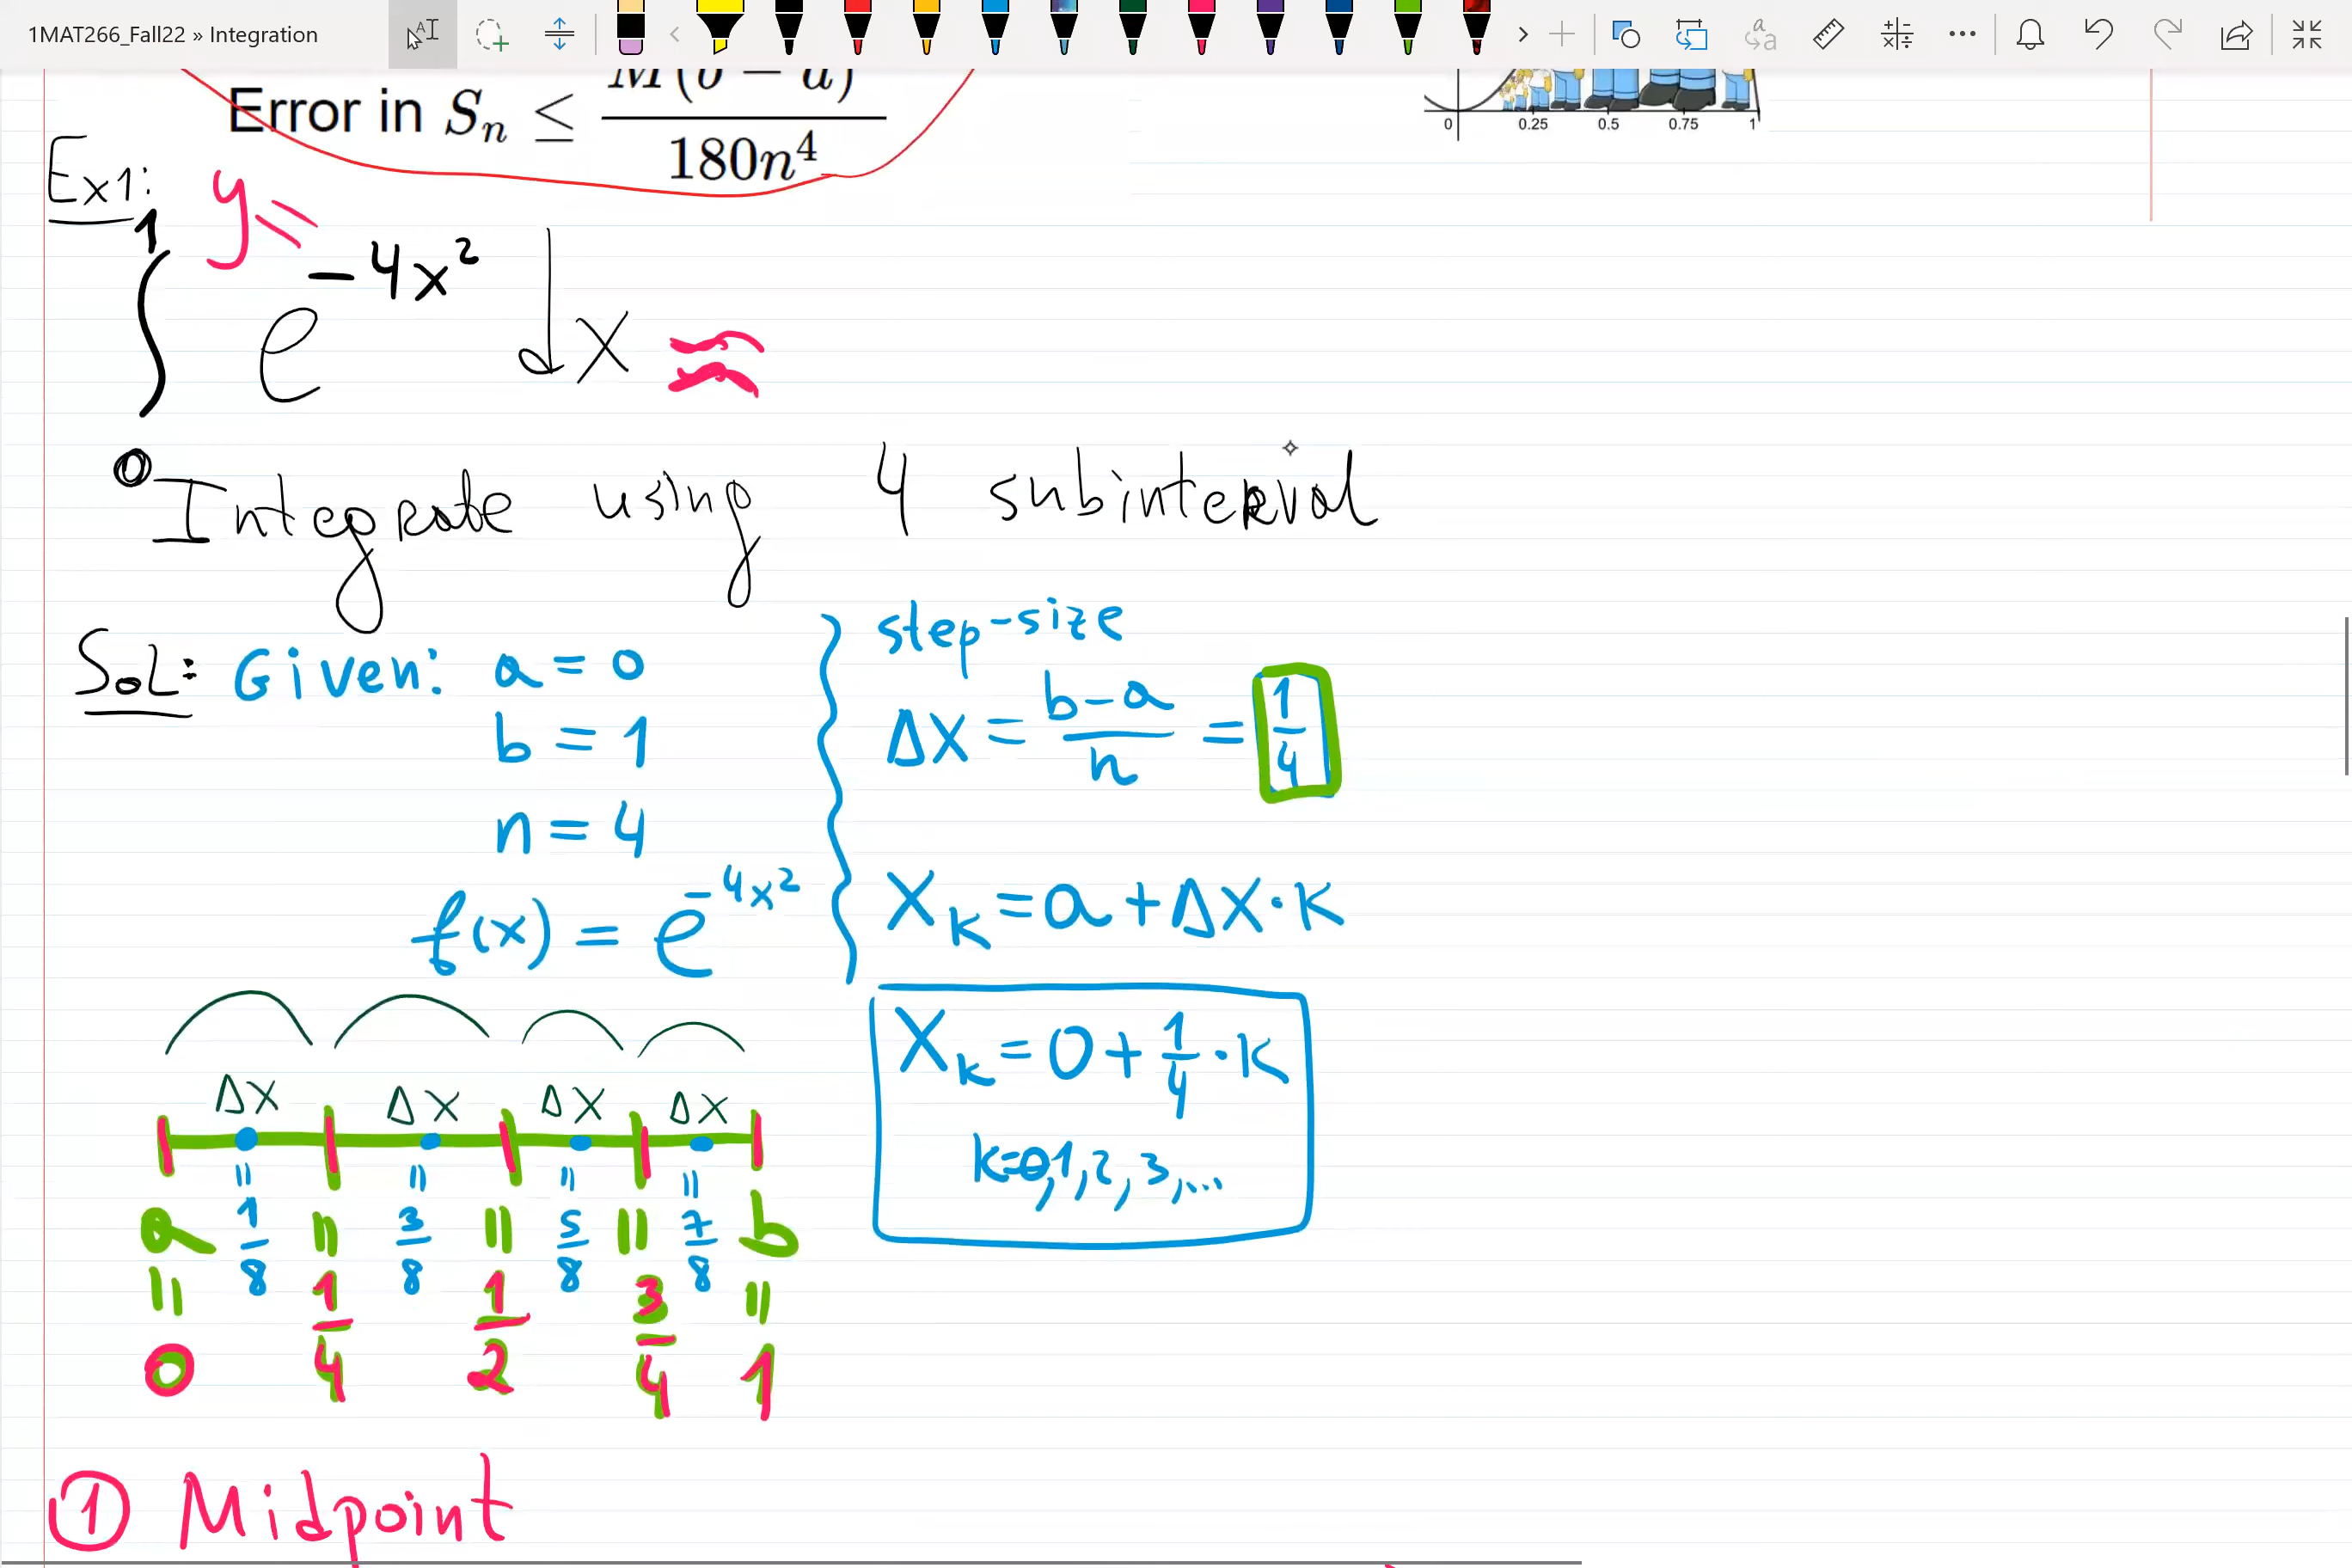 1MAT266_Fall22 » Integration
Error in Sₙ ≤ M(b − a) / 180n⁴
0 0.25 0.5 0.75 1
Ex1:
y=
∫₀¹ e^(-4x²) dx ≈
Integrate using 4 subinterval
Sol: Given: a = 0
b = 1
n = 4
f(x) = e^(-4x²)
step-size
Δx = (b-a)/n = 1/4
X_k = a + Δx·k
X_k = 0 + 1/4 · k
k=0,1,2,3,...
Δx Δx Δx Δx
a = 0 1/8 1/4 3/8 1/2 5/8 3/4 7/8 b = 1
① Midpoint